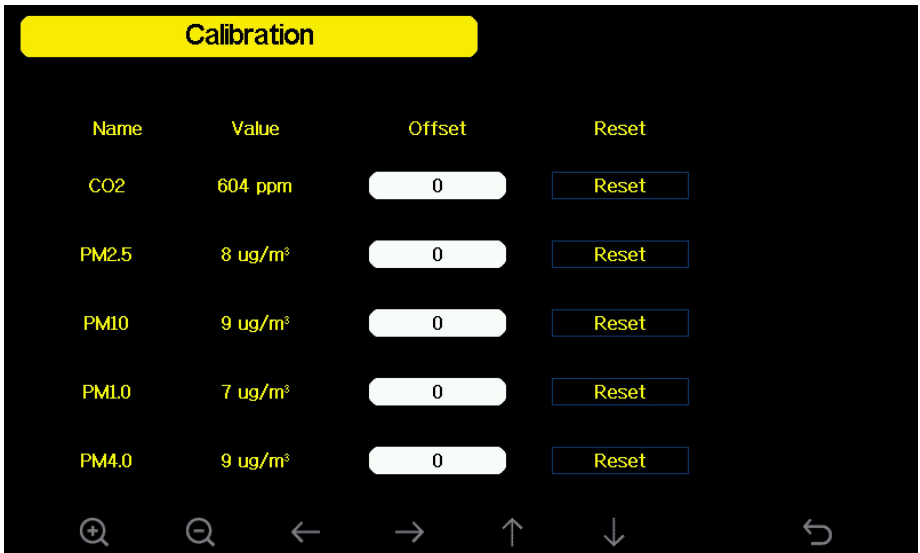 Calibration
Name Value Offset Reset
CO2 604 ppm 0 Reset
PM2.5 8 ug/m³ 0 Reset
PM10 9 ug/m³ 0 Reset
PM1.0 7 ug/m³ 0 Reset
PM4.0 9 ug/m³ 0 Reset